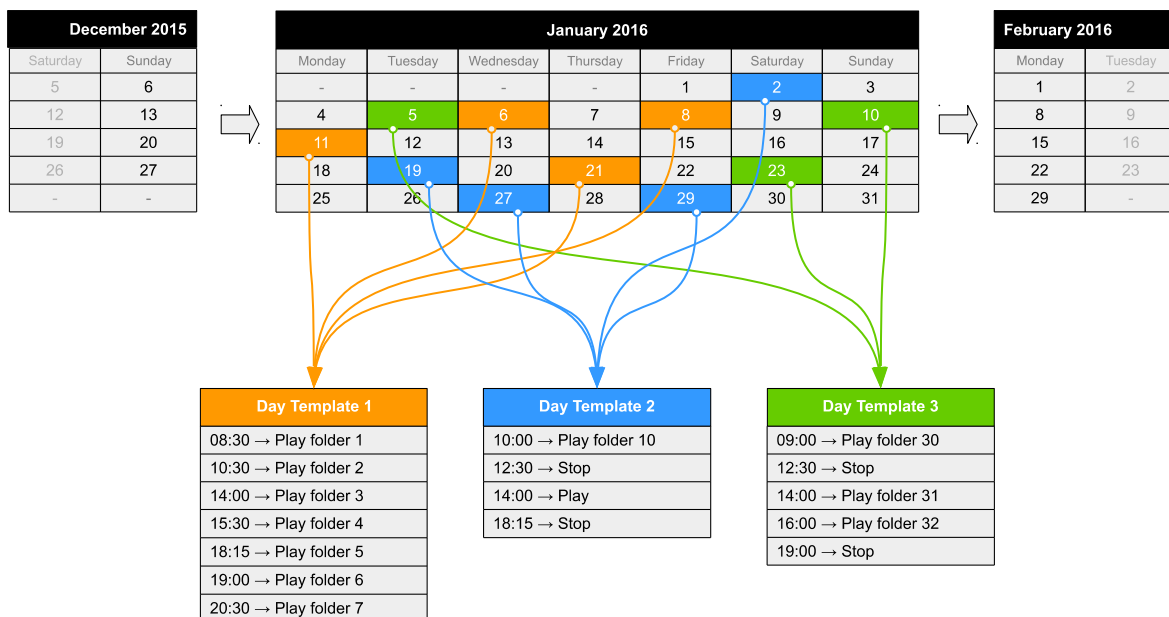 December 2015 January 2016 February 2016
Saturday Sunday Monday Tuesday Wednesday Thursday Friday Saturday Sunday Monday Tuesday
5 6 - - - - 1 2 3 1 2
12 13 4 5 6 7 8 9 10 8 9
19 20 11 12 13 14 15 16 17 15 16
26 27 18 19 20 21 22 23 24 22 23
- - 25 26 27 28 29 30 31 29 -
Day Template 1
08:30 → Play folder 1
10:30 → Play folder 2
14:00 → Play folder 3
15:30 → Play folder 4
18:15 → Play folder 5
19:00 → Play folder 6
20:30 → Play folder 7
Day Template 2
10:00 → Play folder 10
12:30 → Stop
14:00 → Play
18:15 → Stop
Day Template 3
09:00 → Play folder 30
12:30 → Stop
14:00 → Play folder 31
16:00 → Play folder 32
19:00 → Stop